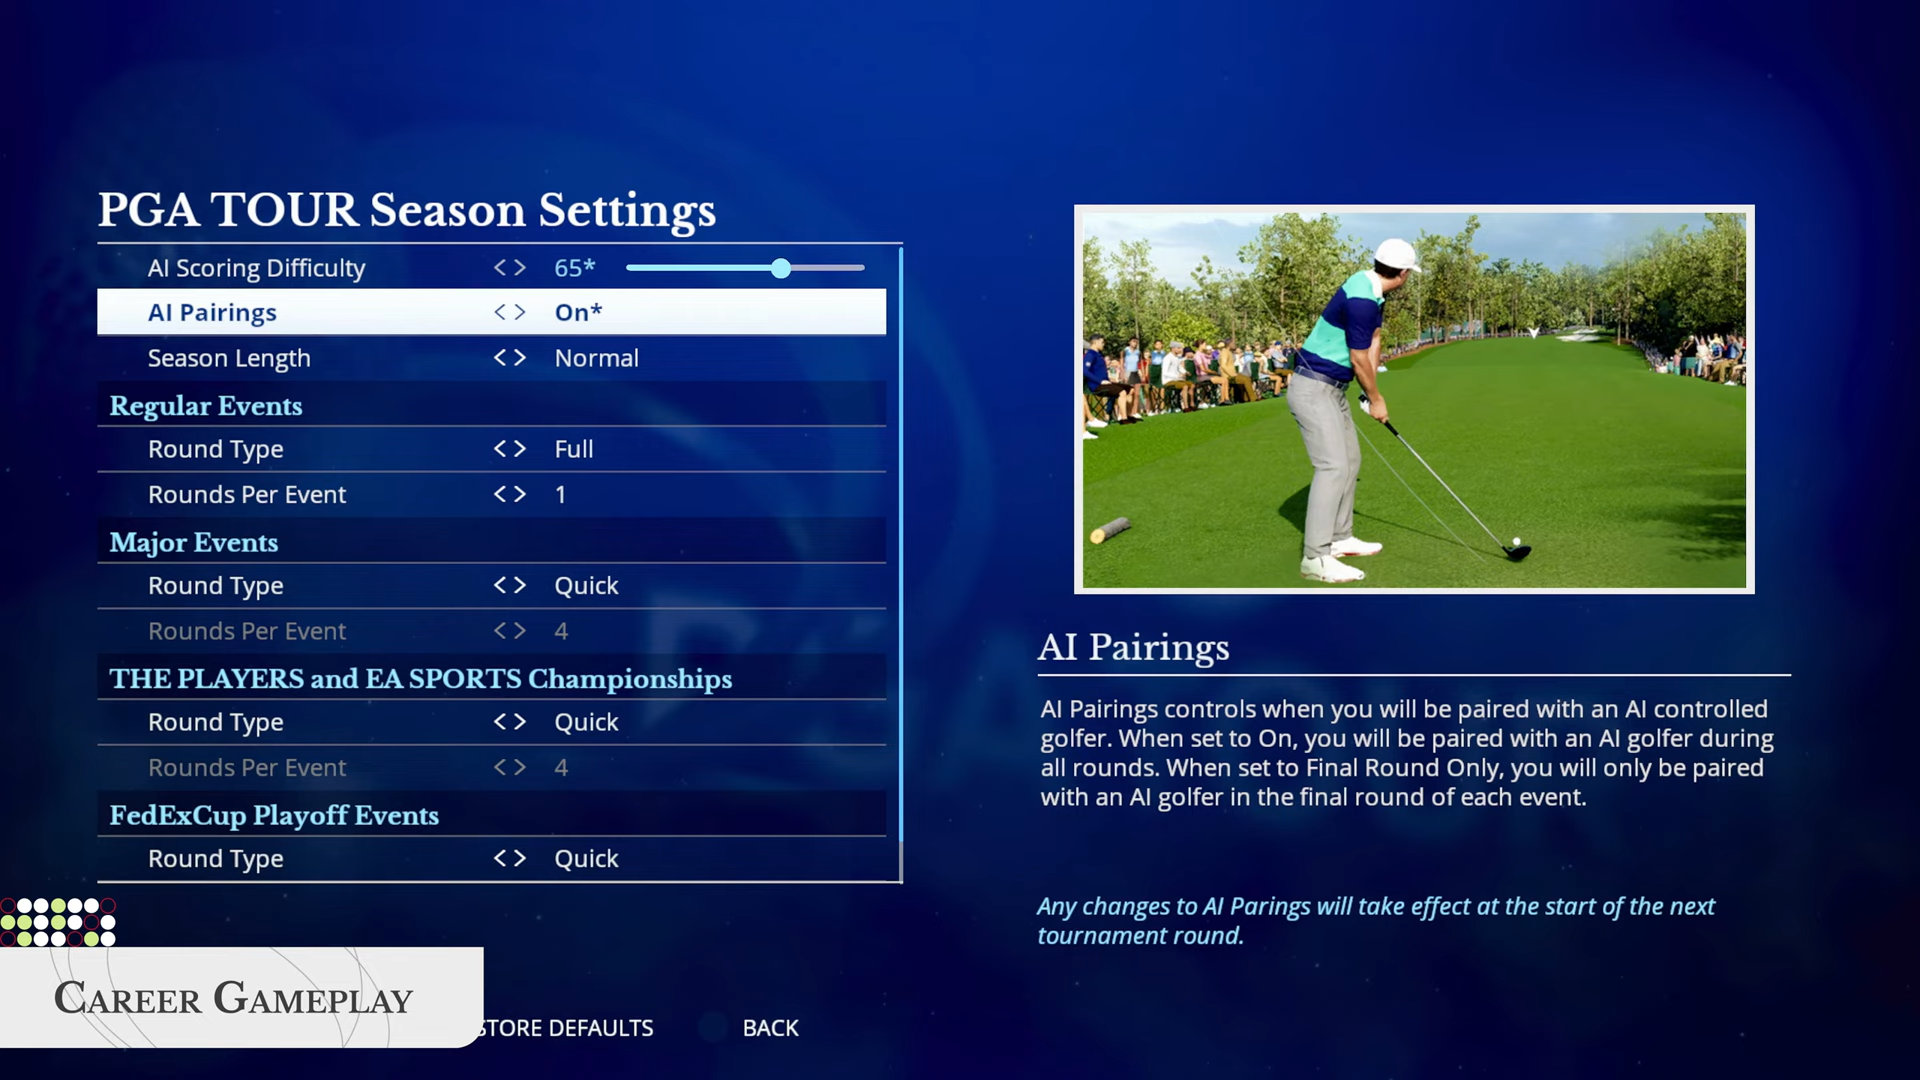 PGA TOUR Season Settings
AI Scoring Difficulty < > 65*
AI Pairings < > On*
Season Length < > Normal
Regular Events
Round Type < > Full
Rounds Per Event < > 1
Major Events
Round Type < > Quick
Rounds Per Event < > 4
THE PLAYERS and EA SPORTS Championships
Round Type < > Quick
Rounds Per Event < > 4
FedExCup Playoff Events
Round Type < > Quick
AI Pairings
AI Pairings controls when you will be paired with an AI controlled
golfer. When set to On, you will be paired with an AI golfer during
all rounds. When set to Final Round Only, you will only be paired
with an AI golfer in the final round of each event.
Any changes to AI Parings will take effect at the start of the next
tournament round.
CAREER GAMEPLAY
STORE DEFAULTS
BACK